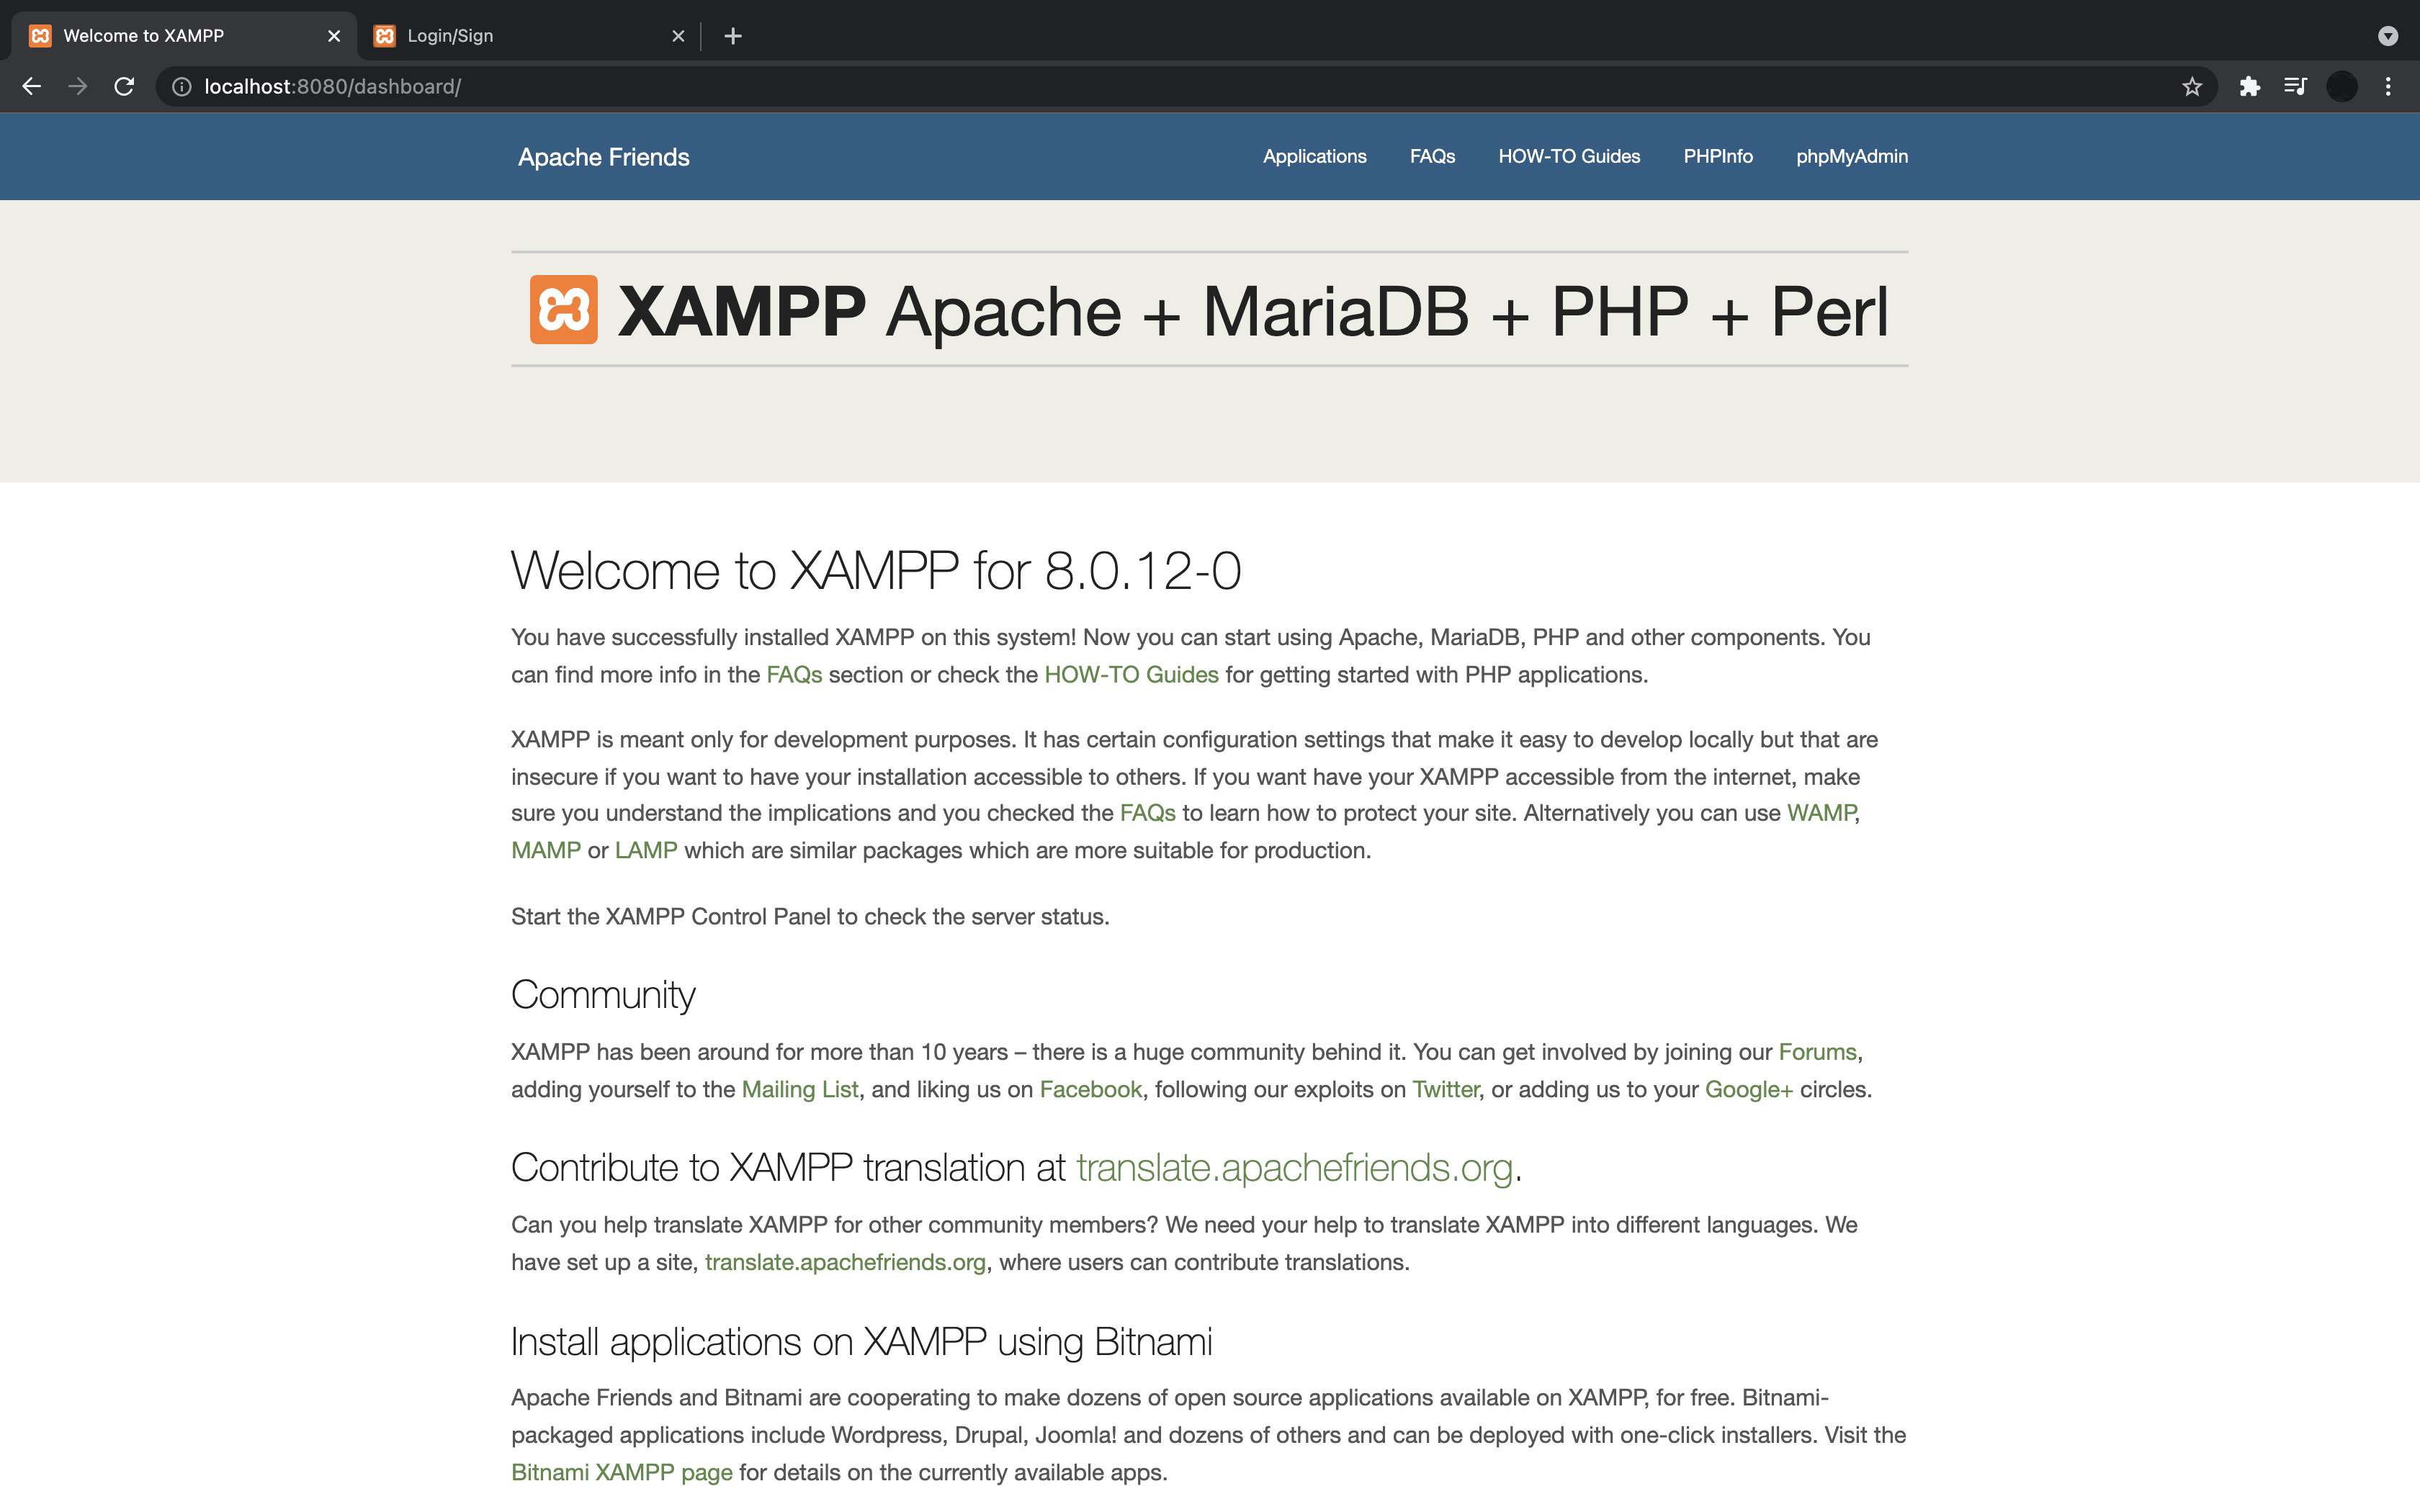 Welcome to XAMPP
Login/Sign
localhost:8080/dashboard/
Apache Friends
Applications
FAQs
HOW-TO Guides
PHPInfo
phpMyAdmin
XAMPP Apache + MariaDB + PHP + Perl
Welcome to XAMPP for 8.0.12-0
You have successfully installed XAMPP on this system! Now you can start using Apache, MariaDB, PHP and other components. You
can find more info in the FAQs section or check the HOW-TO Guides for getting started with PHP applications.
XAMPP is meant only for development purposes. It has certain configuration settings that make it easy to develop locally but that are
insecure if you want to have your installation accessible to others. If you want have your XAMPP accessible from the internet, make
sure you understand the implications and you checked the FAQs to learn how to protect your site. Alternatively you can use WAMP,
MAMP or LAMP which are similar packages which are more suitable for production.
Start the XAMPP Control Panel to check the server status.
Community
XAMPP has been around for more than 10 years – there is a huge community behind it. You can get involved by joining our Forums,
adding yourself to the Mailing List, and liking us on Facebook, following our exploits on Twitter, or adding us to your Google+ circles.
Contribute to XAMPP translation at translate.apachefriends.org.
Can you help translate XAMPP for other community members? We need your help to translate XAMPP into different languages. We
have set up a site, translate.apachefriends.org, where users can contribute translations.
Install applications on XAMPP using Bitnami
Apache Friends and Bitnami are cooperating to make dozens of open source applications available on XAMPP, for free. Bitnami-
packaged applications include Wordpress, Drupal, Joomla! and dozens of others and can be deployed with one-click installers. Visit the
Bitnami XAMPP page for details on the currently available apps.